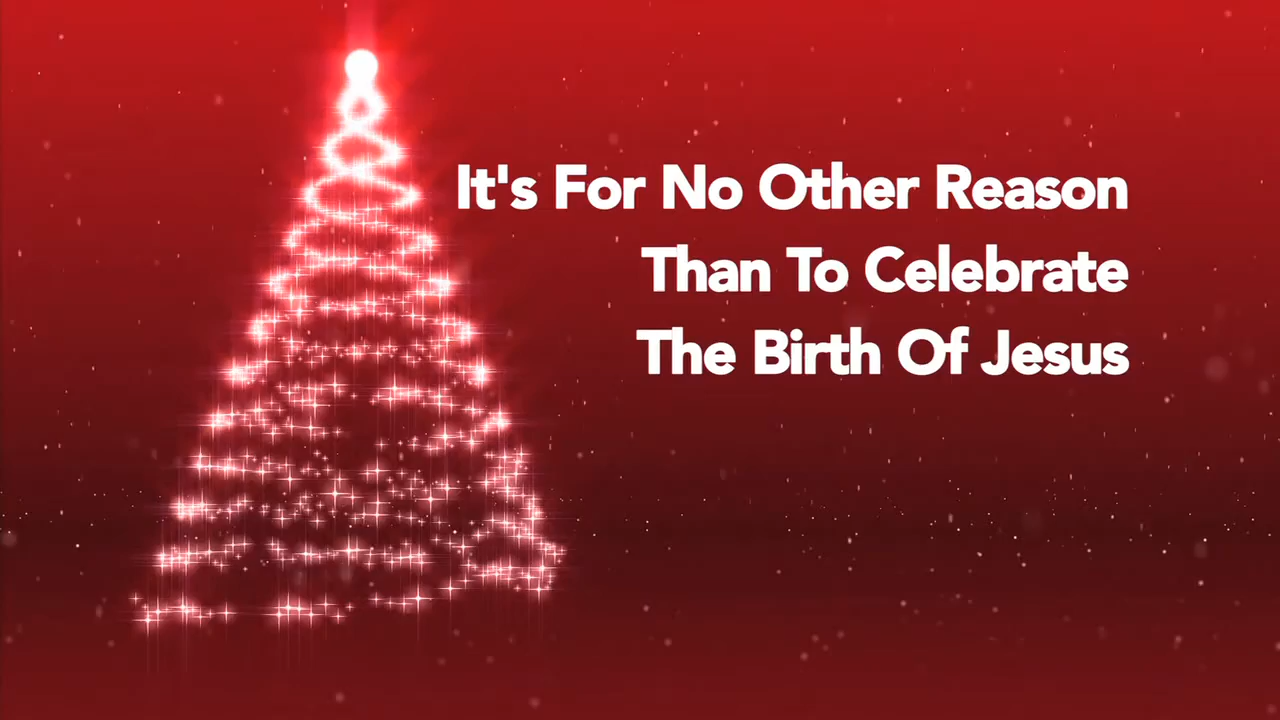 It's For No Other Reason
Than To Celebrate
The Birth Of Jesus